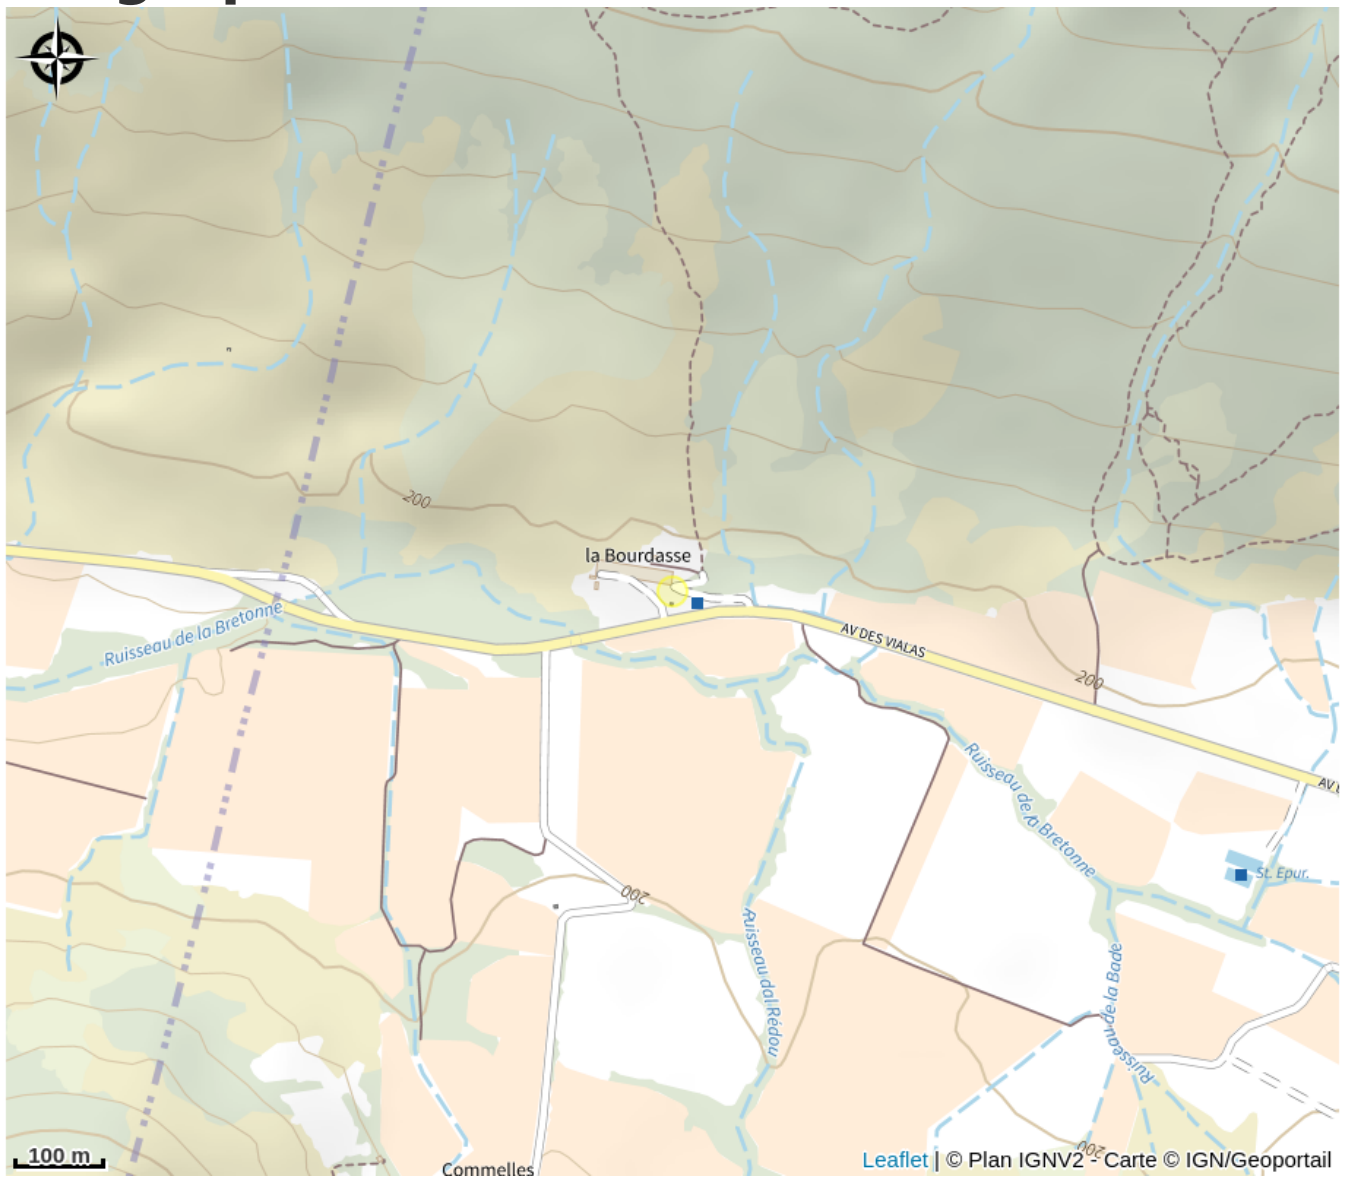 200
la Bourdasse
Ruisseau de la Bretonne
AV DES VIALAS
200
Ruisseau de la Bretonne
AV
St. Epur.
200
Ruisseau dal Rédou
Ruisseau de la Bade
200
100 m
Commelles
Leaflet | © Plan IGNV2 - Carte © IGN/Geoportail